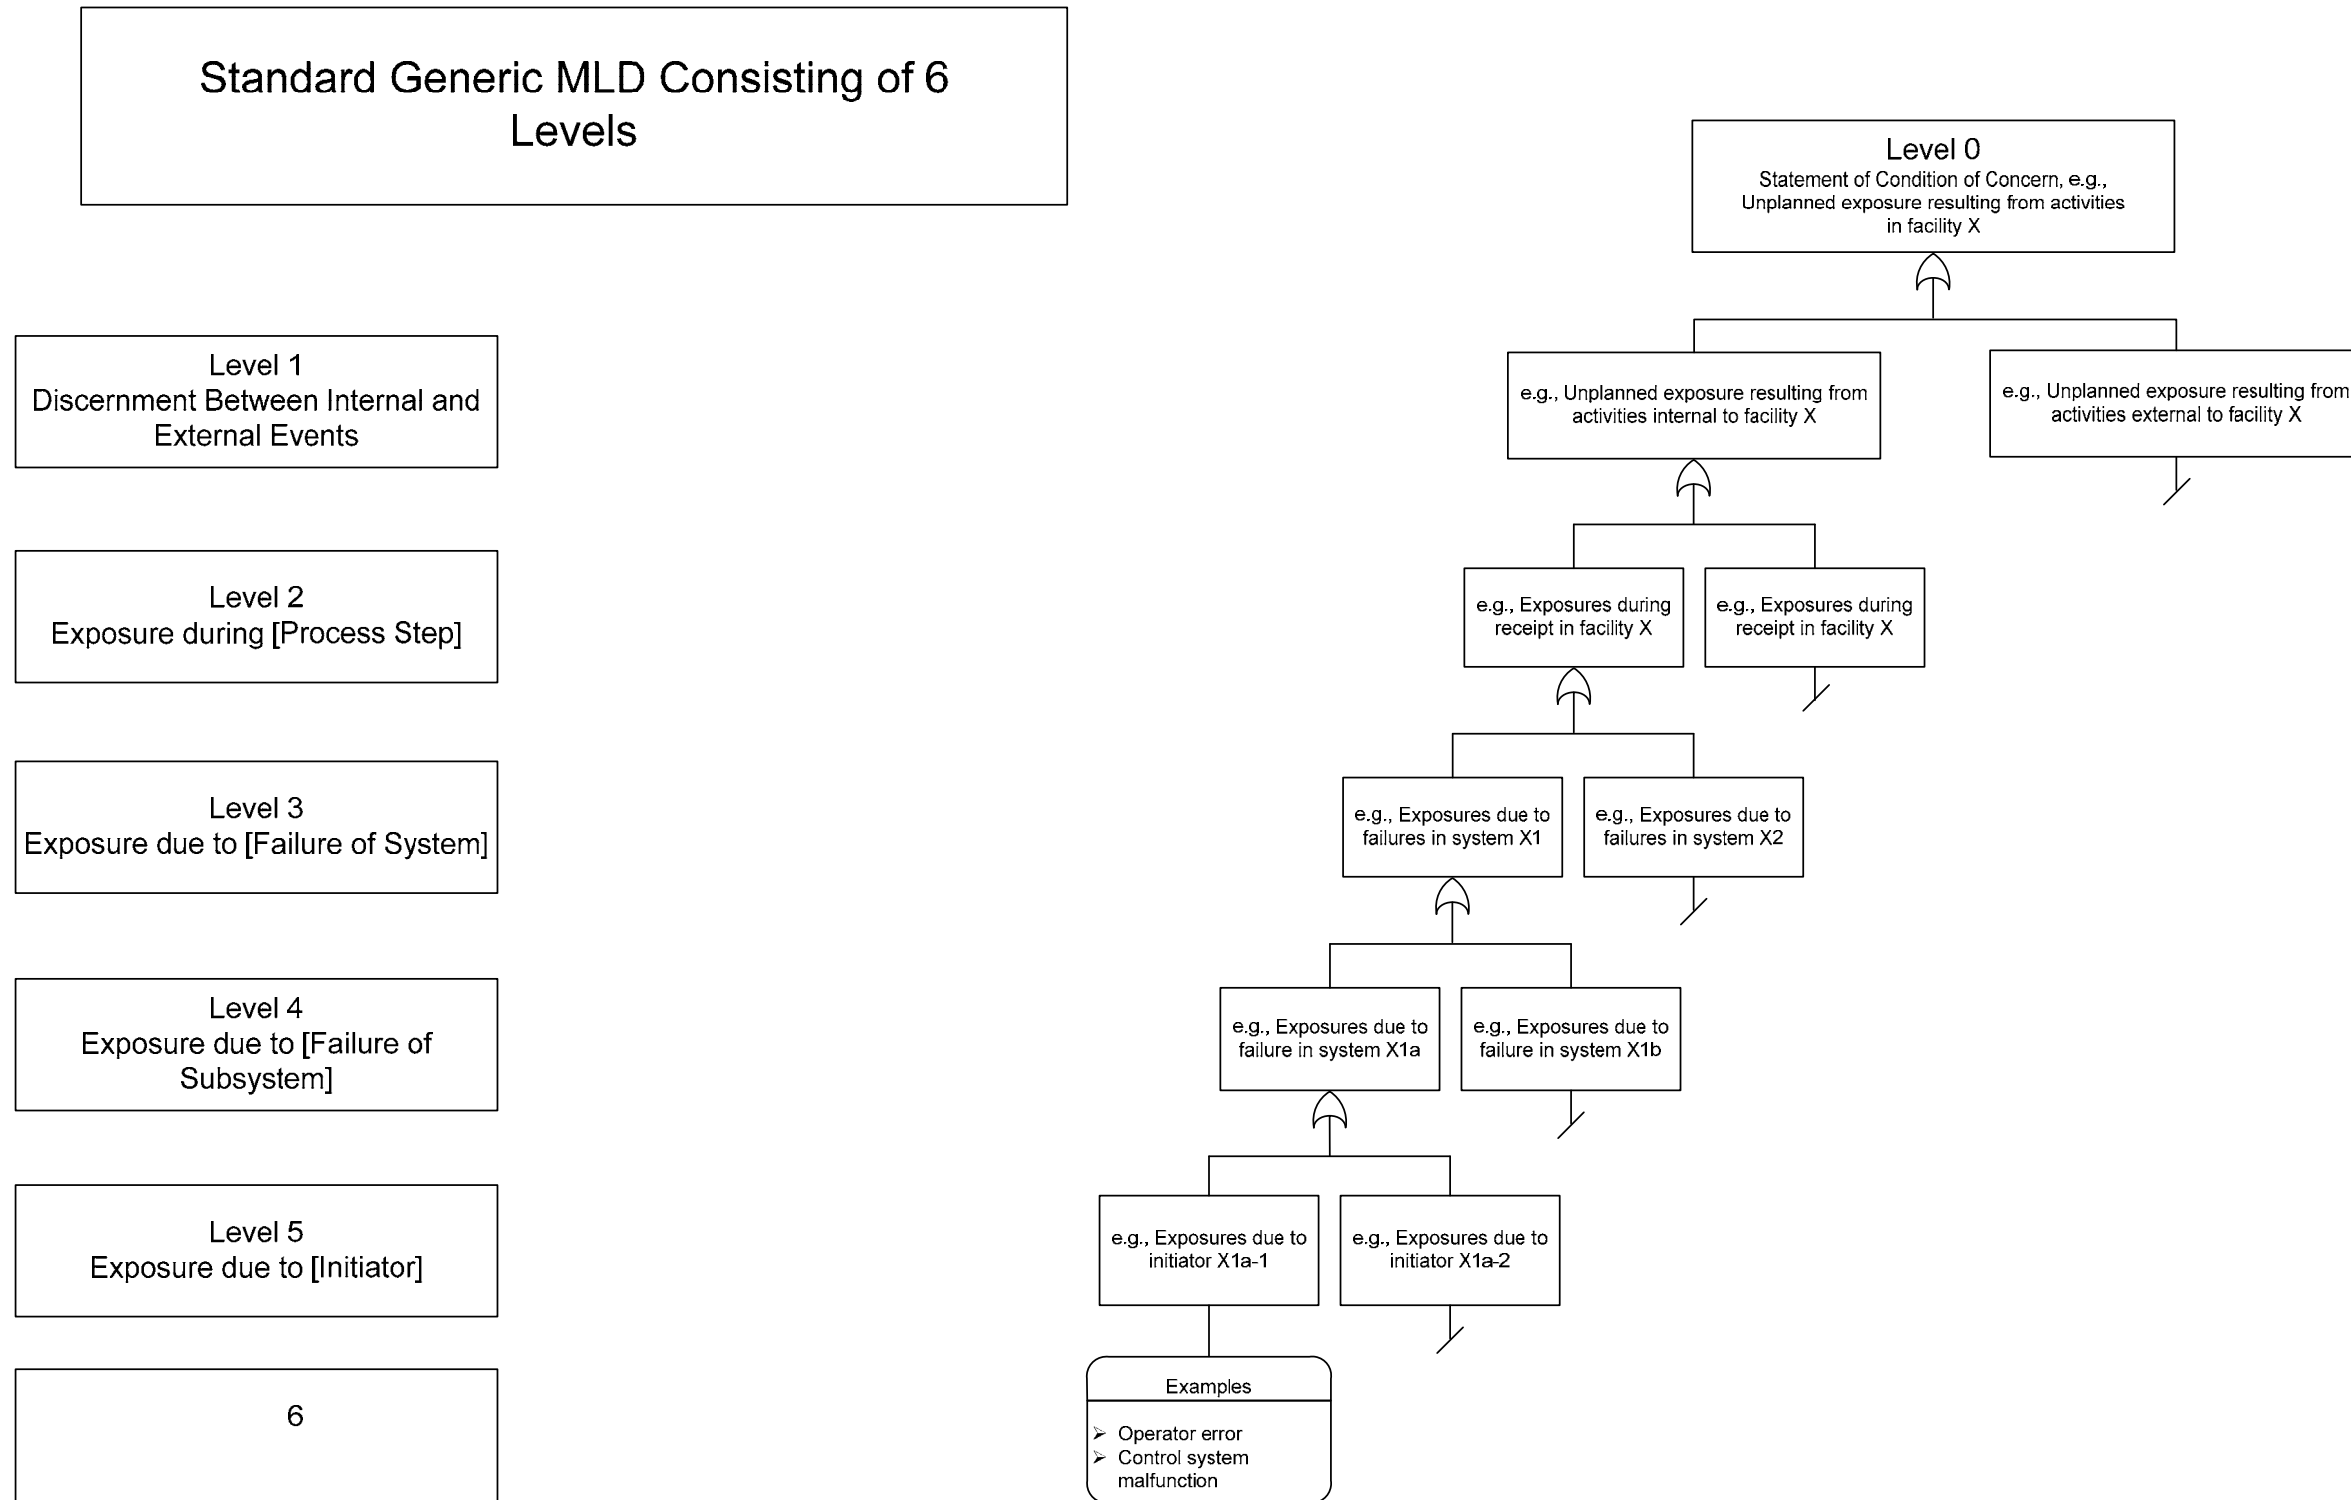 Standard Generic MLD Consisting of 6
Levels
Level 0
Statement of Condition of Concern, e.g.,
Unplanned exposure resulting from activities
in facility X
Level 1
Discernment Between Internal and
External Events
e.g., Unplanned exposure resulting from
activities internal to facility X
e.g., Unplanned exposure resulting from
activities external to facility X
Level 2
Exposure during [Process Step]
e.g., Exposures during
receipt in facility X
e.g., Exposures during
receipt in facility X
Level 3
Exposure due to [Failure of System]
e.g., Exposures due to
failures in system X1
e.g., Exposures due to
failures in system X2
Level 4
Exposure due to [Failure of
Subsystem]
e.g., Exposures due to
failure in system X1a
e.g., Exposures due to
failure in system X1b
Level 5
Exposure due to [Initiator]
e.g., Exposures due to
initiator X1a-1
e.g., Exposures due to
initiator X1a-2
6
Examples
➢ Operator error
➢ Control system
malfunction